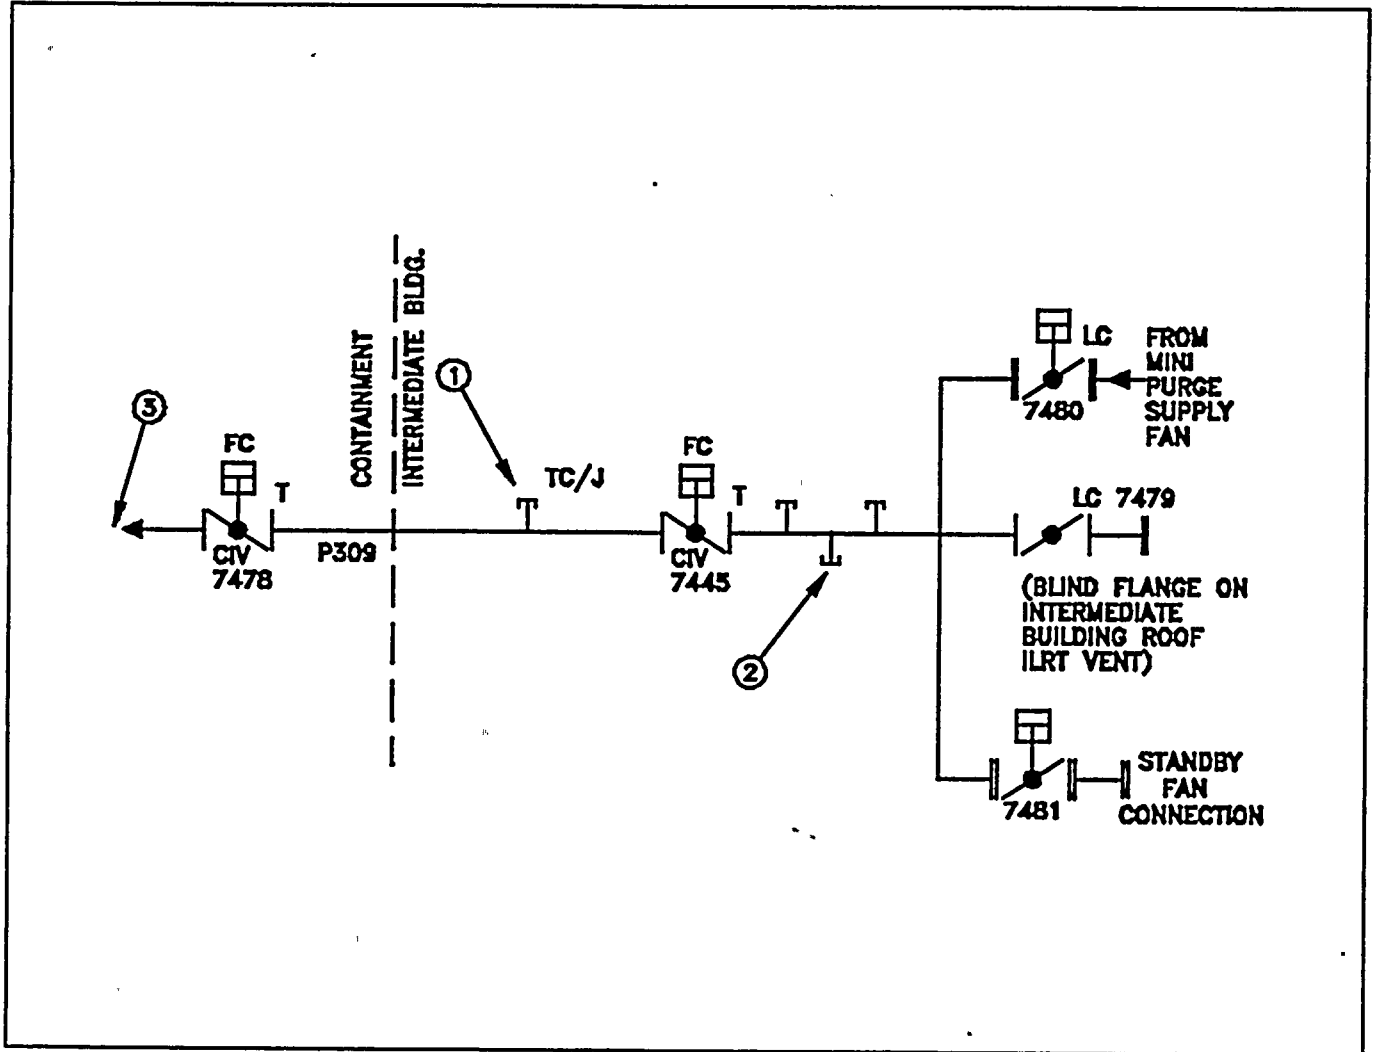 CONTAINMENT
INTERMEDIATE BLDG.
3
FC
T
CIV
7478
P309
1
TC/J
FC
T
CIV
7445
2
LC
7480
FROM
MINI
PURGE
SUPPLY
FAN
LC 7479
(BLIND FLANGE ON
INTERMEDIATE
BUILDING ROOF
ILRT VENT)
7481
STANDBY
FAN
CONNECTION